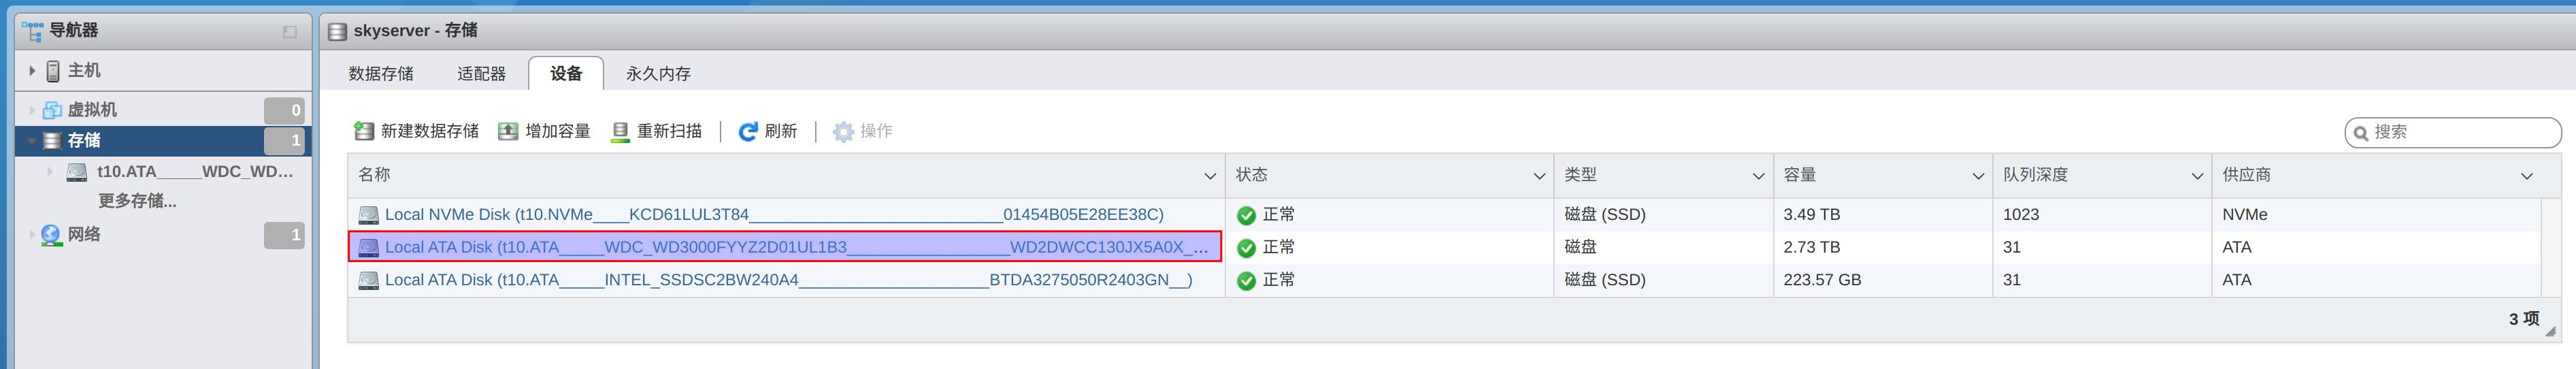 导航器
主机
虚拟机 0
存储 1
t10.ATA_____WDC_WD...
更多存储...
网络 1
skyserver - 存储
数据存储 适配器 设备 永久内存
新建数据存储 增加容量 重新扫描 刷新 操作 搜索
名称 状态 类型 容量 队列深度 供应商
Local NVMe Disk (t10.NVMe____KCD61LUL3T84____________________________01454B05E28EE38C) 正常 磁盘 (SSD) 3.49 TB 1023 NVMe
Local ATA Disk (t10.ATA_____WDC_WD3000FYYZ2D01UL1B3__________________WD2DWCC130JX5A0X_... 正常 磁盘 2.73 TB 31 ATA
Local ATA Disk (t10.ATA_____INTEL_SSDSC2BW240A4_____________________BTDA3275050R2403GN__) 正常 磁盘 (SSD) 223.57 GB 31 ATA
3 项